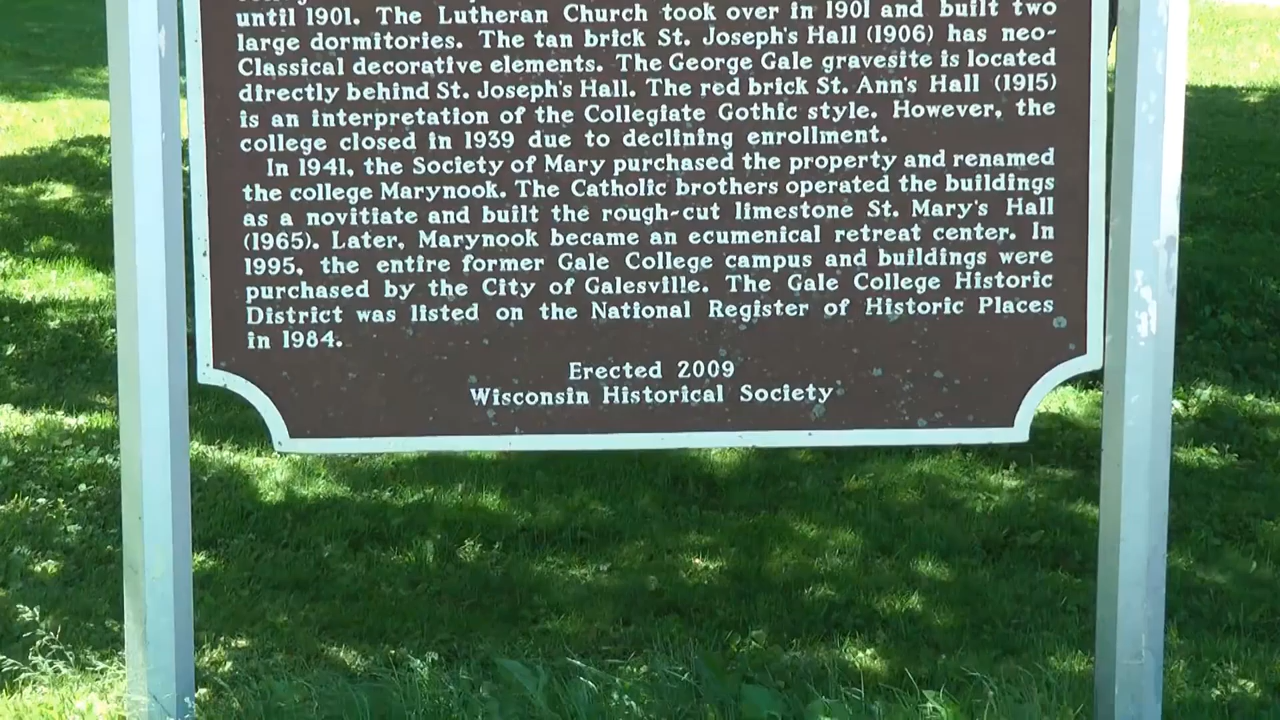 until 1901. The Lutheran Church took over in 1901 and built two
large dormitories. The tan brick St. Joseph's Hall (1906) has neo-
Classical decorative elements. The George Gale gravesite is located
directly behind St. Joseph's Hall. The red brick St. Ann's Hall (1915)
is an interpretation of the Collegiate Gothic style. However, the
college closed in 1939 due to declining enrollment.
In 1941, the Society of Mary purchased the property and renamed
the college Marynook. The Catholic brothers operated the buildings
as a novitiate and built the rough-cut limestone St. Mary's Hall
(1965). Later, Marynook became an ecumenical retreat center. In
1995, the entire former Gale College campus and buildings were
purchased by the City of Galesville. The Gale College Historic
District was listed on the National Register of Historic Places
in 1984.
Erected 2009
Wisconsin Historical Society